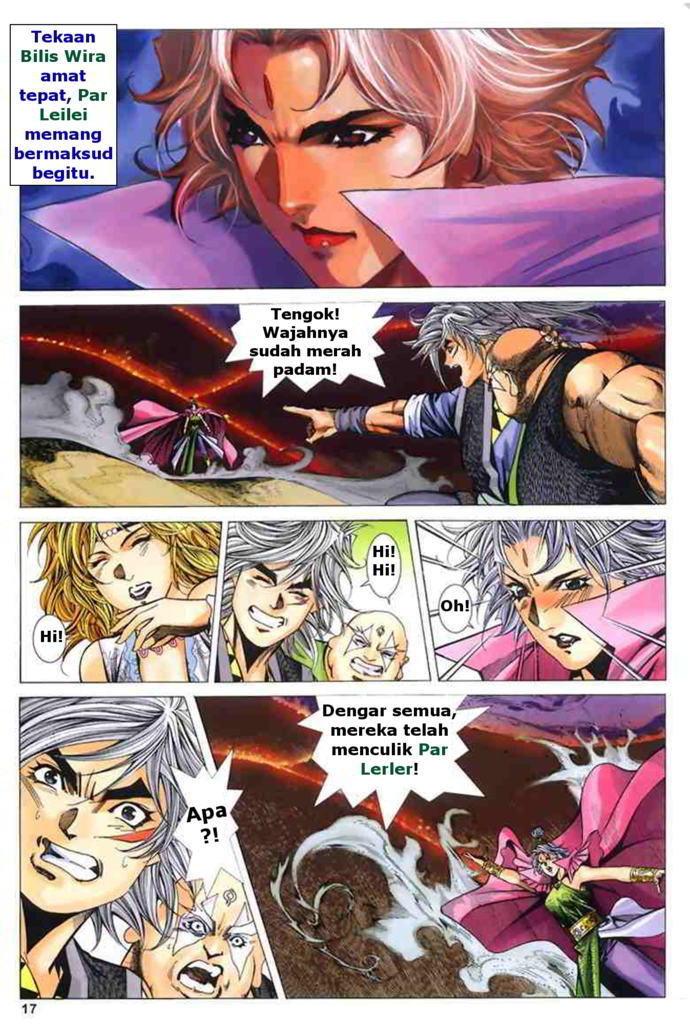 Tekaan
Bilis Wira
amat
tepat, Par
Leilei
memang
bermaksud
begitu.
Tengok!
Wajahnya
sudah merah
padam!
Hi!
Hi!
Hi!
Oh!
Dengar semua,
mereka telah
menculik Par
Lerler!
Apa
?!
17